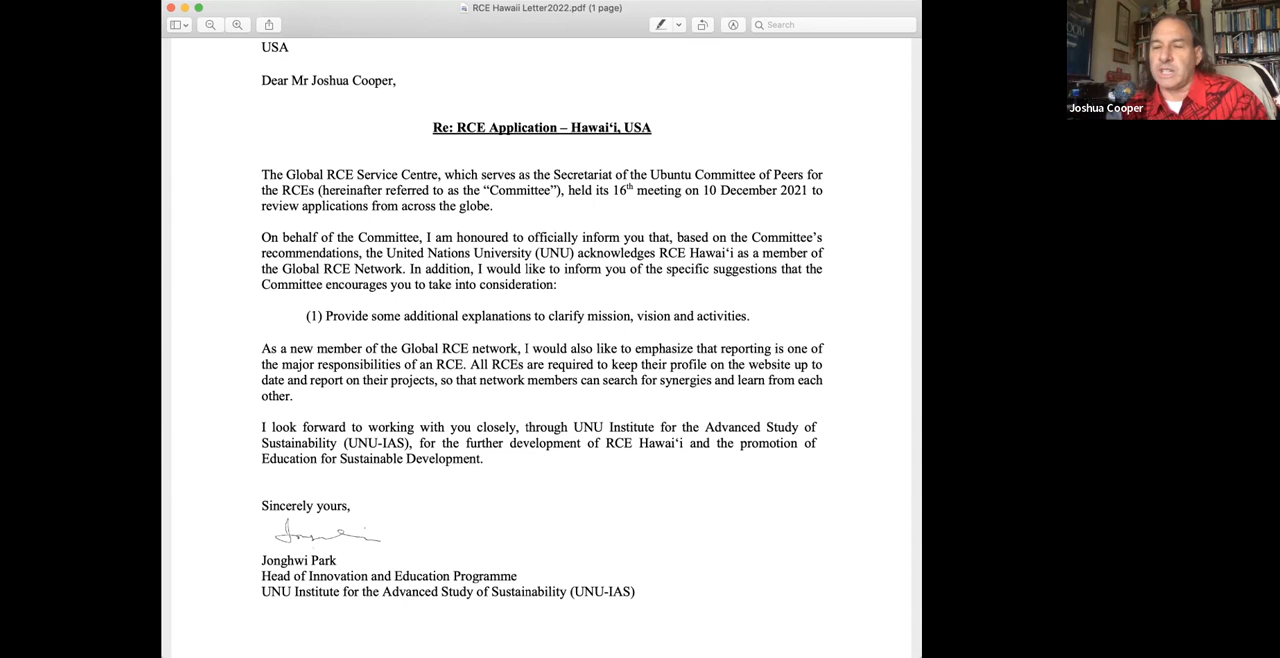 RCE Hawaii Letter2022.pdf (1 page)
Search
USA
Dear Mr Joshua Cooper,
Re: RCE Application – Hawaiʻi, USA
The Global RCE Service Centre, which serves as the Secretariat of the Ubuntu Committee of Peers for
the RCEs (hereinafter referred to as the “Committee”), held its 16th meeting on 10 December 2021 to
review applications from across the globe.
On behalf of the Committee, I am honoured to officially inform you that, based on the Committee’s
recommendations, the United Nations University (UNU) acknowledges RCE Hawaiʻi as a member of
the Global RCE Network. In addition, I would like to inform you of the specific suggestions that the
Committee encourages you to take into consideration:
(1) Provide some additional explanations to clarify mission, vision and activities.
As a new member of the Global RCE network, I would also like to emphasize that reporting is one of
the major responsibilities of an RCE. All RCEs are required to keep their profile on the website up to
date and report on their projects, so that network members can search for synergies and learn from each
other.
I look forward to working with you closely, through UNU Institute for the Advanced Study of
Sustainability (UNU-IAS), for the further development of RCE Hawaiʻi and the promotion of
Education for Sustainable Development.
Sincerely yours,
Jonghwi Park
Head of Innovation and Education Programme
UNU Institute for the Advanced Study of Sustainability (UNU-IAS)
Joshua Cooper